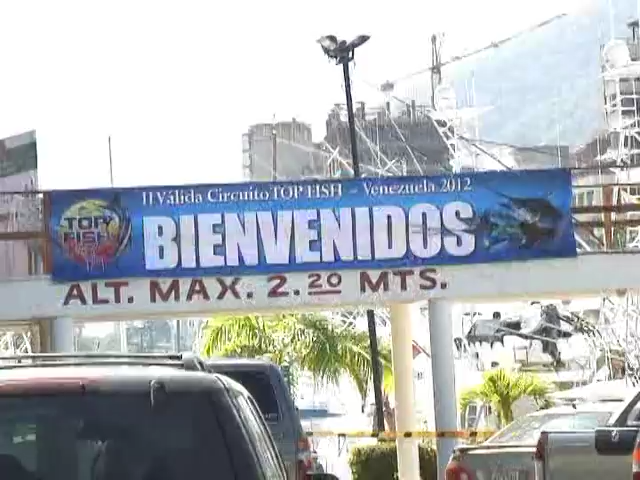 II Válida Circuito TOP FISH - Venezuela 2012
TOP
FISH
BIENVENIDOS
ALT. MAX. 2.20 MTS.